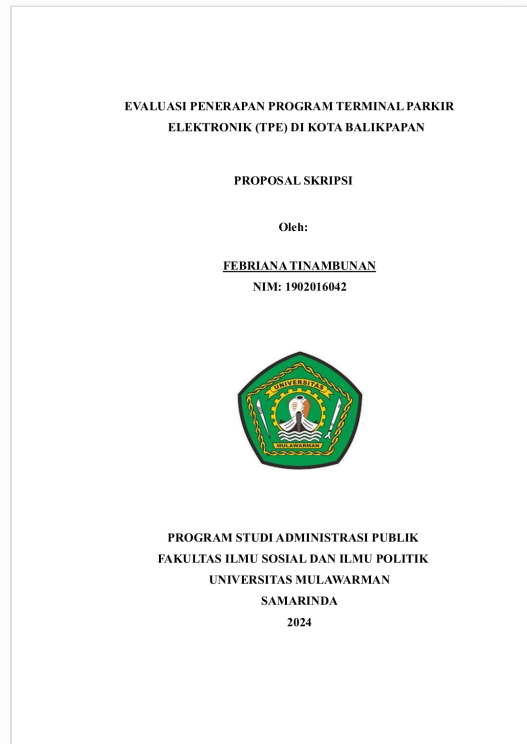 EVALUASI PENERAPAN PROGRAM TERMINAL PARKIR
ELEKTRONIK (TPE) DI KOTA BALIKPAPAN
PROPOSAL SKRIPSI
Oleh:
FEBRIANA TINAMBUNAN
NIM: 1902016042
UNIVERSITAS
MULAWARMAN
PROGRAM STUDI ADMINISTRASI PUBLIK
FAKULTAS ILMU SOSIAL DAN ILMU POLITIK
UNIVERSITAS MULAWARMAN
SAMARINDA
2024